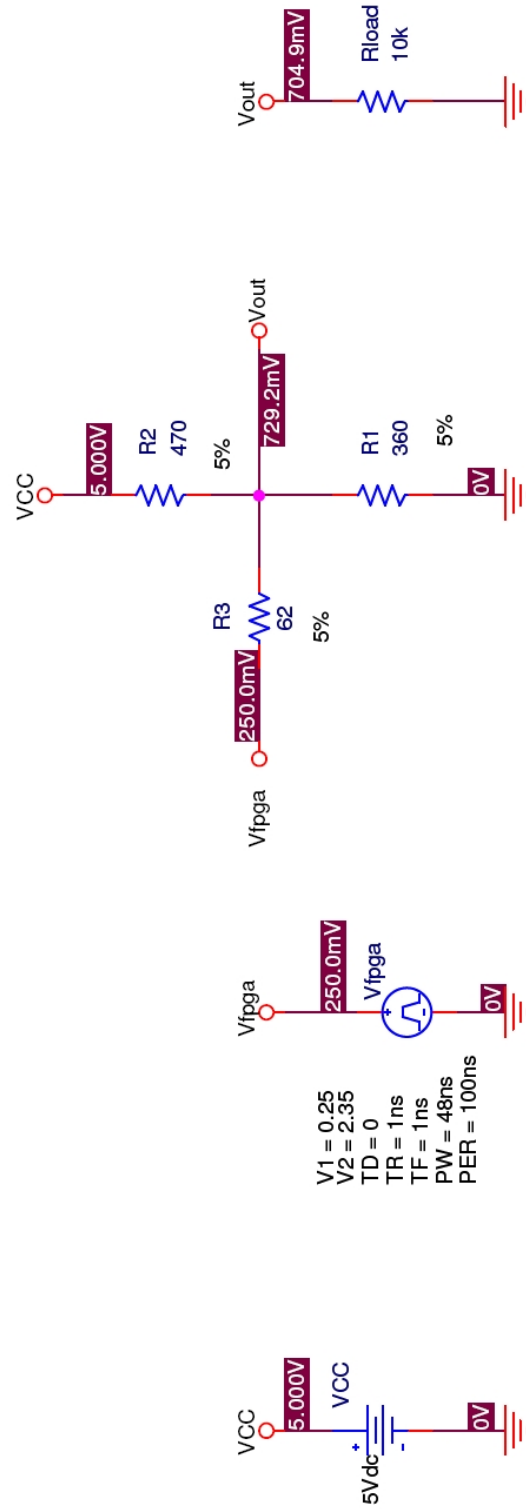 VCC
5.000V
VCC
5Vdc
+
-
0V
Vfpga
250.0mV
Vfpga
+
-
0V
V1 = 0.25
V2 = 2.35
TD = 0
TR = 1ns
TF = 1ns
PW = 48ns
PER = 100ns
Vfpga
250.0mV
R3
62
5%
VCC
5.000V
R2
470
5%
729.2mV
Vout
R1
360
5%
0V
Vout
704.9mV
Rload
10k